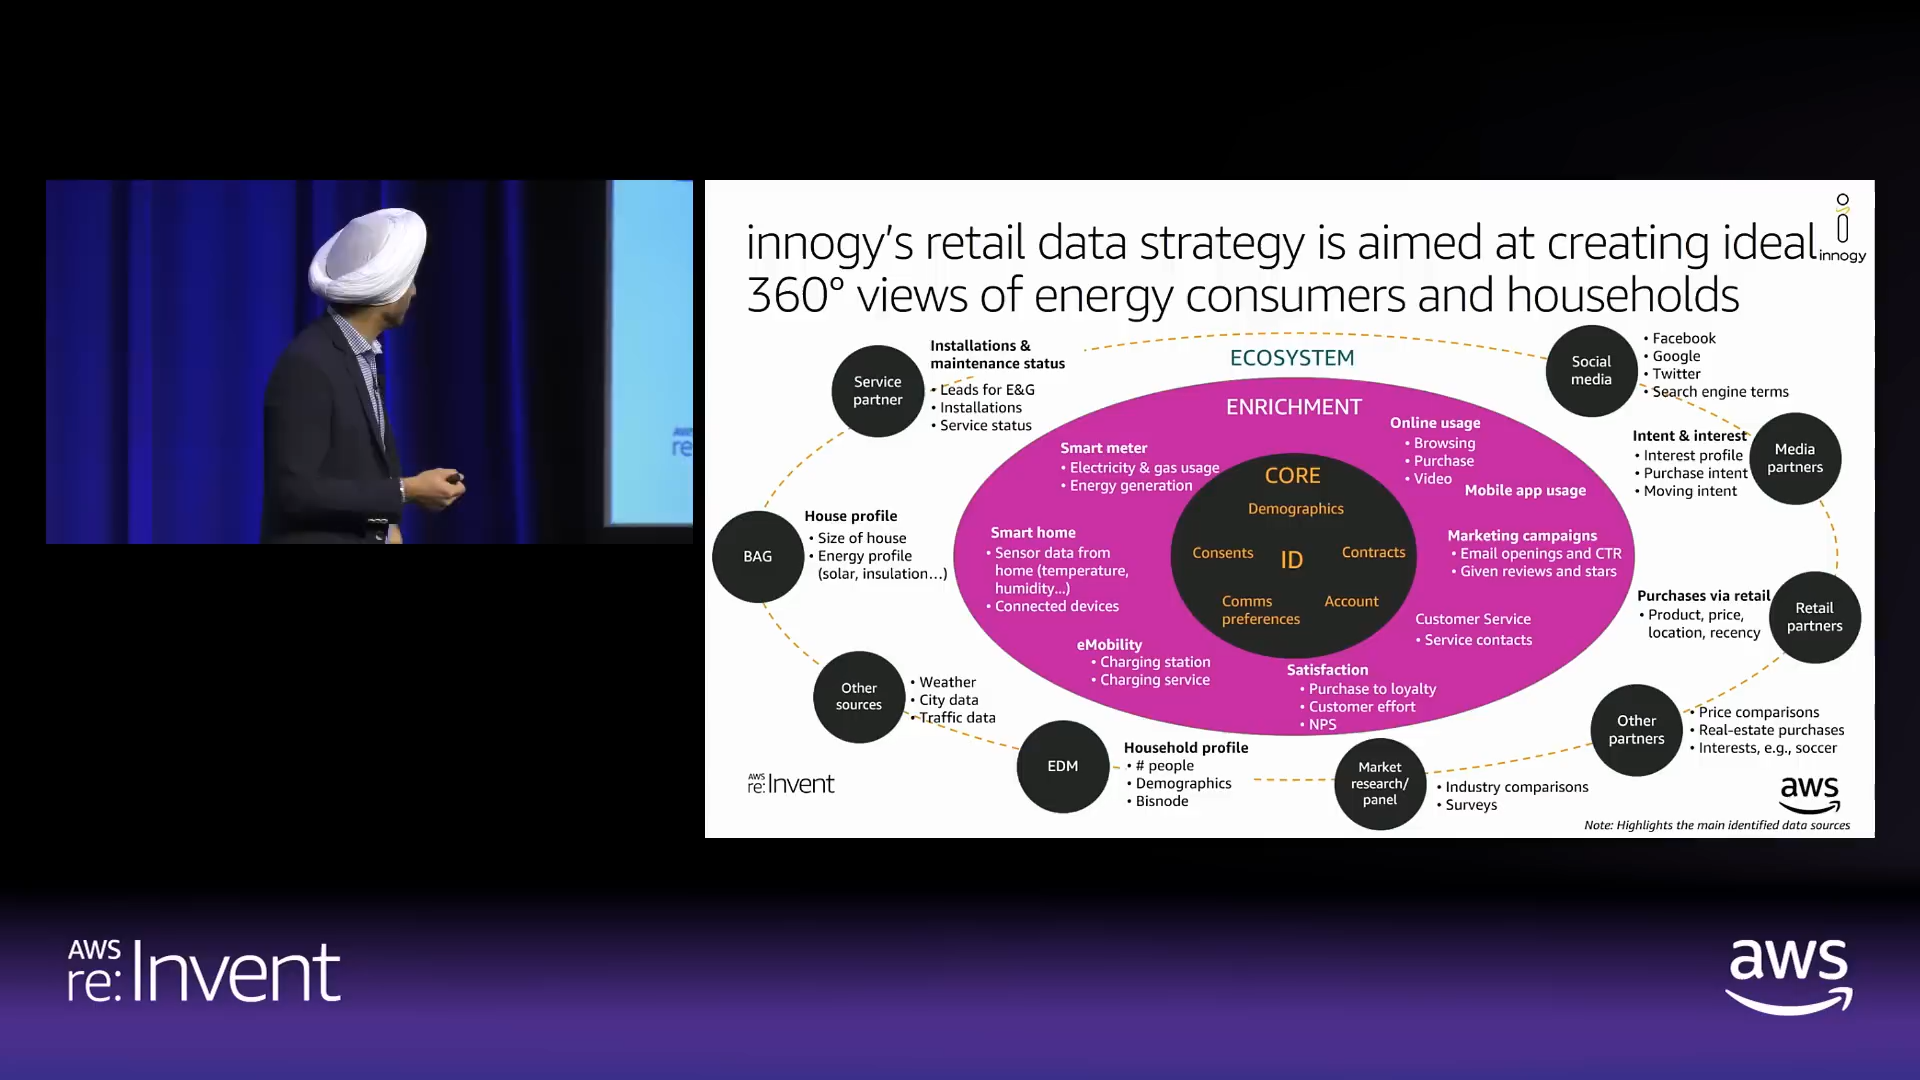 innogy's retail data strategy is aimed at creating ideal
360° views of energy consumers and households
innogy
ECOSYSTEM
Service
partner
Installations &
maintenance status
• Leads for E&G
• Installations
• Service status
Social
media
• Facebook
• Google
• Twitter
• Search engine terms
Media
partners
Intent & interest
• Interest profile
• Purchase intent
• Moving intent
BAG
House profile
• Size of house
• Energy profile
(solar, insulation...)
ENRICHMENT
Smart meter
• Electricity & gas usage
• Energy generation
Online usage
• Browsing
• Purchase
• Video
Mobile app usage
Smart home
• Sensor data from
home (temperature,
humidity...)
• Connected devices
CORE
Demographics
Consents
ID
Contracts
Comms
preferences
Account
Marketing campaigns
• Email openings and CTR
• Given reviews and stars
Customer Service
• Service contacts
eMobility
• Charging station
• Charging service
Satisfaction
• Purchase to loyalty
• Customer effort
• NPS
Purchases via retail
• Product, price,
location, recency
Retail
partners
Other
sources
• Weather
• City data
• Traffic data
EDM
Household profile
• # people
• Demographics
• Bisnode
Market
research/
panel
• Industry comparisons
• Surveys
Other
partners
• Price comparisons
• Real-estate purchases
• Interests, e.g., soccer
AWS
re:Invent
aws
Note: Highlights the main identified data sources
AWS
re
AWS
re:Invent
aws